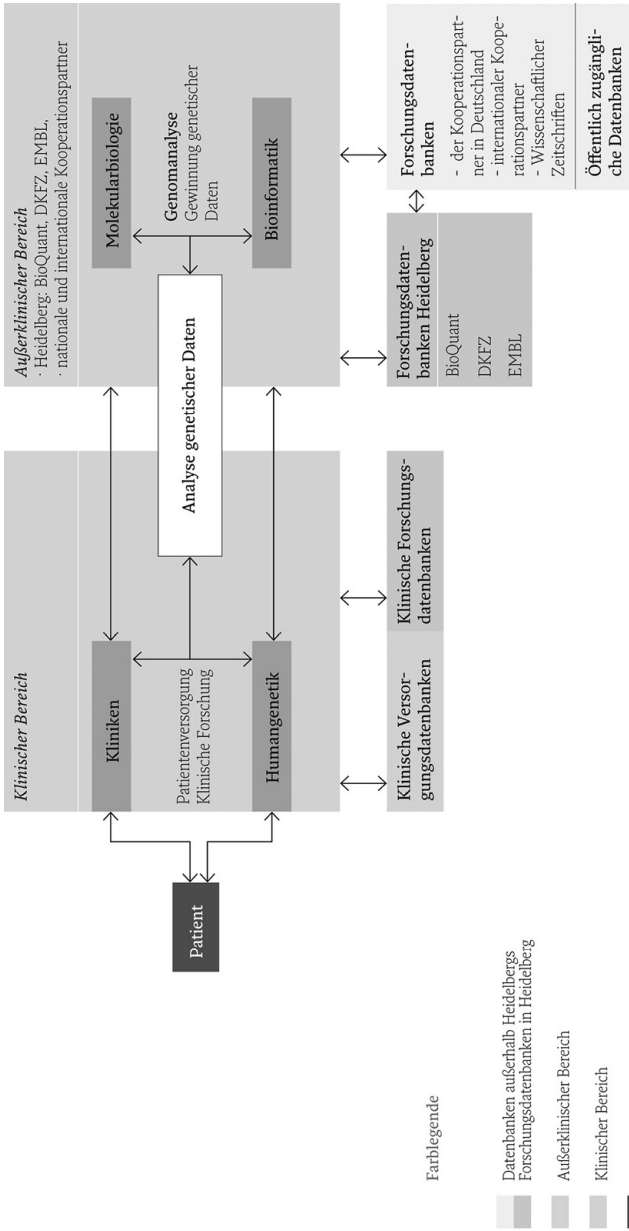 Klinischer Bereich
Außerklinischer Bereich
· Heidelberg: BioQuant, DKFZ, EMBL,
· nationale und internationale Kooperationspartner
Patient
Kliniken
Patientenversorgung
Klinische Forschung
Humangenetik
Analyse genetischer Daten
Molekularbiologie
Genomanalyse
Gewinnung genetischer
Daten
Bioinformatik
Klinische Versor-
gungsdatenbanken
Klinische Forschungs-
datenbanken
Forschungsdaten-
banken Heidelberg
BioQuant
DKFZ
EMBL
Forschungsdaten-
banken
- der Kooperationspart-
ner in Deutschland
- internationaler Koope-
rationspartner
- Wissenschaftlicher
Zeitschriften
Öffentlich zugängli-
che Datenbanken
Farblegende
Datenbanken außerhalb Heidelbergs
Forschungsdatenbanken in Heidelberg
Außerklinischer Bereich
Klinischer Bereich